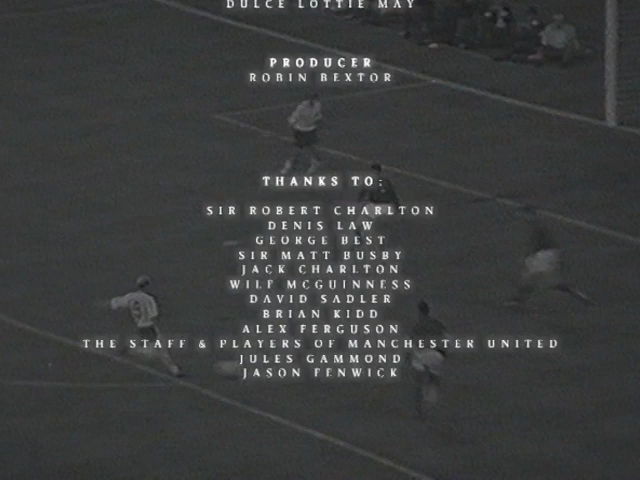 DULCE LOTTIE MAY
PRODUCER
ROBIN BEXTOR
THANKS TO:
SIR ROBERT CHARLTON
DENIS LAW
GEORGE BEST
SIR MATT BUSBY
JACK CHARLTON
WILF MCGUINNESS
DAVID SADLER
BRIAN KIDD
ALEX FERGUSON
THE STAFF & PLAYERS OF MANCHESTER UNITED
JULES GAMMOND
JASON FENWICK